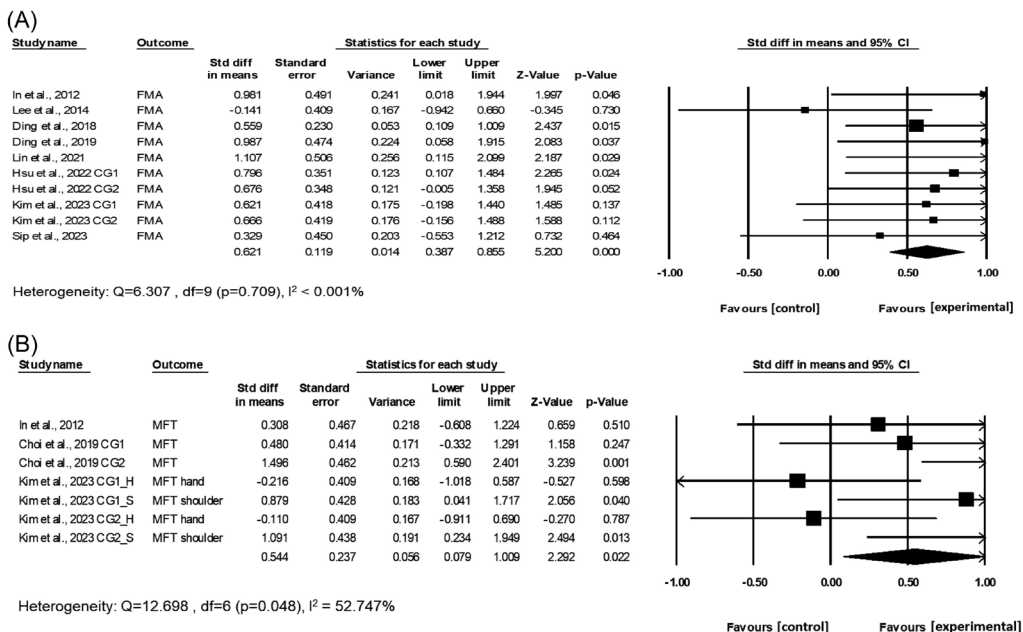 (A)
Study name Outcome Statistics for each study Std diff in means and 95% CI
Std diff Standard Lower Upper
in means error Variance limit limit Z-Value p-Value
In et al., 2012 FMA 0.981 0.491 0.241 0.018 1.944 1.997 0.046
Lee et al., 2014 FMA -0.141 0.409 0.167 -0.942 0.660 -0.345 0.730
Ding et al., 2018 FMA 0.559 0.230 0.053 0.109 1.009 2.437 0.015
Ding et al., 2019 FMA 0.987 0.474 0.224 0.058 1.915 2.083 0.037
Lin et al., 2021 FMA 1.107 0.506 0.256 0.115 2.099 2.187 0.029
Hsu et al., 2022 CG1 FMA 0.796 0.351 0.123 0.107 1.484 2.265 0.024
Hsu et al., 2022 CG2 FMA 0.676 0.348 0.121 -0.005 1.358 1.945 0.052
Kim et al., 2023 CG1 FMA 0.621 0.418 0.175 -0.198 1.440 1.485 0.137
Kim et al., 2023 CG2 FMA 0.666 0.419 0.176 -0.156 1.488 1.588 0.112
Sip et al., 2023 FMA 0.329 0.450 0.203 -0.553 1.212 0.732 0.464
0.621 0.119 0.014 0.387 0.855 5.200 0.000
-1.00 -0.50 0.00 0.50 1.00
Heterogeneity: Q=6.307 , df=9 (p=0.709), I² < 0.001%
Favours [control] Favours [experimental]
(B)
Study name Outcome Statistics for each study Std diff in means and 95% CI
Std diff Standard Lower Upper
in means error Variance limit limit Z-Value p-Value
In et al., 2012 MFT 0.308 0.467 0.218 -0.608 1.224 0.659 0.510
Choi et al., 2019 CG1 MFT 0.480 0.414 0.171 -0.332 1.291 1.158 0.247
Choi et al., 2019 CG2 MFT 1.496 0.462 0.213 0.590 2.401 3.239 0.001
Kim et al., 2023 CG1_H MFT hand -0.216 0.409 0.168 -1.018 0.587 -0.527 0.598
Kim et al., 2023 CG1_S MFT shoulder 0.879 0.428 0.183 0.041 1.717 2.056 0.040
Kim et al., 2023 CG2_H MFT hand -0.110 0.409 0.167 -0.911 0.690 -0.270 0.787
Kim et al., 2023 CG2_S MFT shoulder 1.091 0.438 0.191 0.234 1.949 2.494 0.013
0.544 0.237 0.056 0.079 1.009 2.292 0.022
-1.00 -0.50 0.00 0.50 1.00
Heterogeneity: Q=12.698 , df=6 (p=0.048), I² = 52.747%
Favours [control] Favours [experimental]